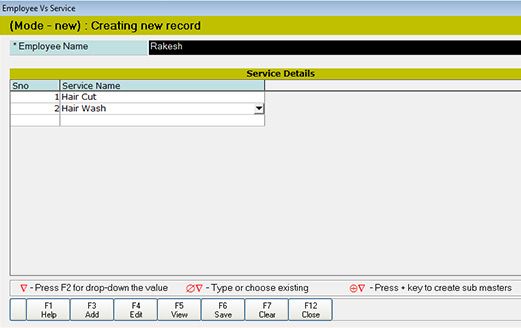 Employee Vs Service
(Mode - new) : Creating new record
* Employee Name Rakesh
Service Details
Sno Service Name
1 Hair Cut
2 Hair Wash
- Press F2 for drop-down the value - Type or choose existing - Press + key to create sub masters
F1 F3 F4 F5 F6 F7 F12
Help Add Edit View Save Clear Close